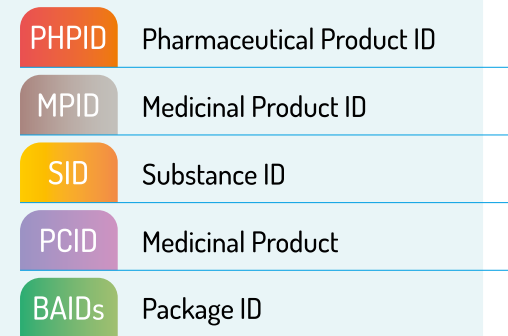 PHPID Pharmaceutical Product ID
MPID Medicinal Product ID
SID Substance ID
PCID Medicinal Product
BAIDs Package ID